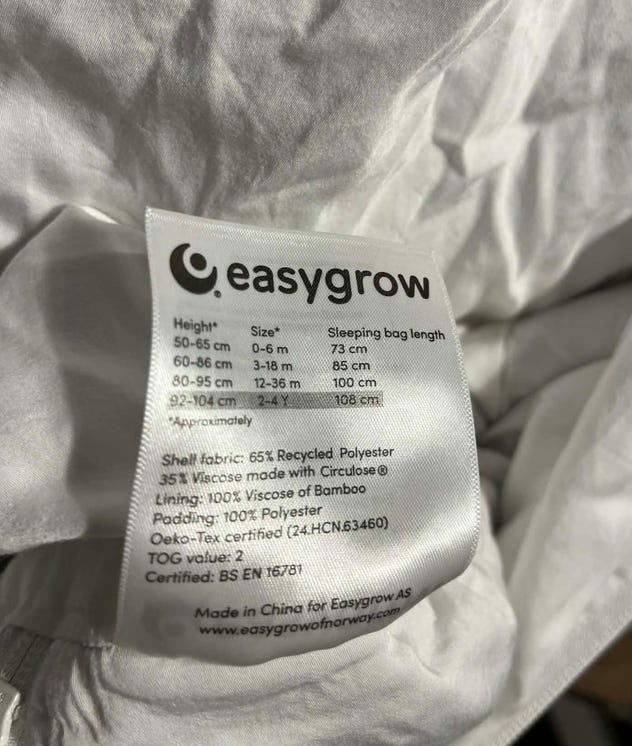 easygrow
Height* Size* Sleeping bag length
50-65 cm 0-6 m 73 cm
60-86 cm 3-18 m 85 cm
80-95 cm 12-36 m 100 cm
92-104 cm 2-4 Y 108 cm
*Approximately
Shell fabric: 65% Recycled Polyester
35% Viscose made with Circulose®
Lining: 100% Viscose of Bamboo
Padding: 100% Polyester
Oeko-Tex certified (24.HCN.63460)
TOG value: 2
Certified: BS EN 16781
Made in China for Easygrow AS
www.easygrowofnorway.com